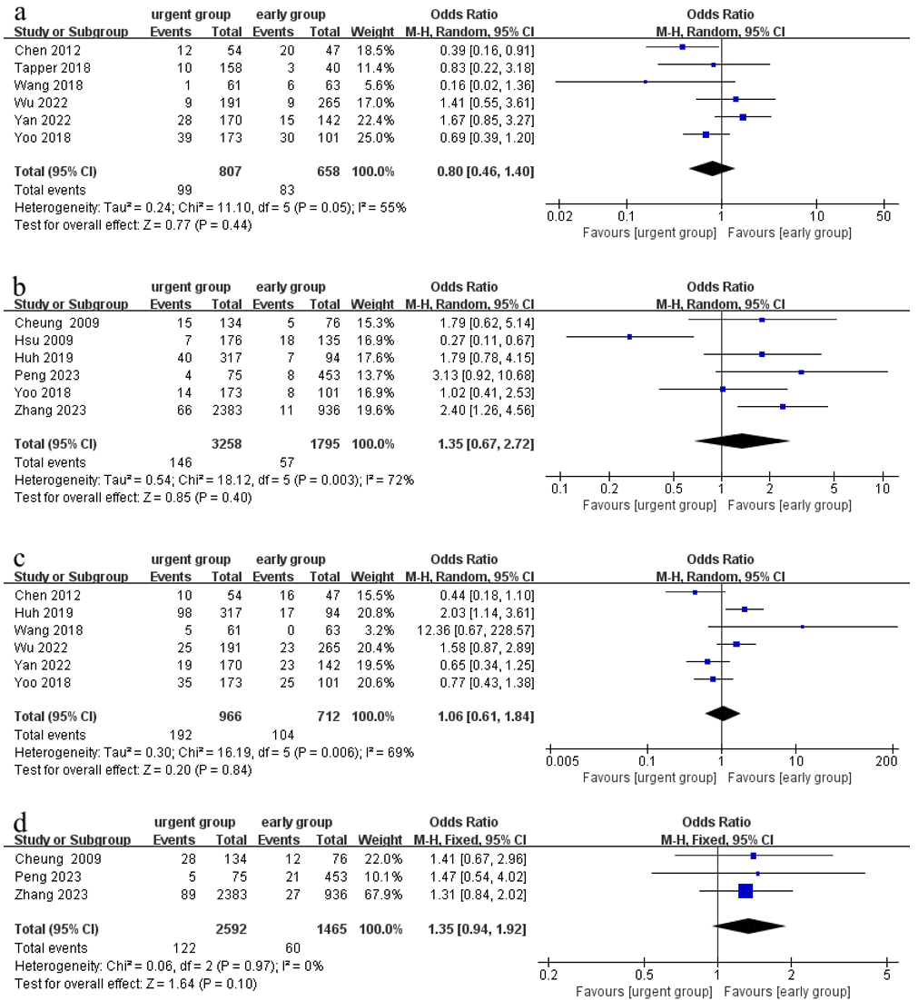 a
urgent group early group Odds Ratio Odds Ratio
Study or Subgroup Events Total Events Total Weight M-H, Random, 95% CI M-H, Random, 95% CI
Chen 2012 12 54 20 47 18.5% 0.39 [0.16, 0.91]
Tapper 2018 10 158 3 40 11.4% 0.83 [0.22, 3.18]
Wang 2018 1 61 6 63 5.6% 0.16 [0.02, 1.36]
Wu 2022 9 191 9 265 17.0% 1.41 [0.55, 3.61]
Yan 2022 28 170 15 142 22.4% 1.67 [0.85, 3.27]
Yoo 2018 39 173 30 101 25.0% 0.69 [0.39, 1.20]
Total (95% CI) 807 658 100.0% 0.80 [0.46, 1.40]
Total events 99 83
Heterogeneity: Tau² = 0.24; Chi² = 11.10, df = 5 (P = 0.05); I² = 55%
Test for overall effect: Z = 0.77 (P = 0.44)
0.02 0.1 1 10 50
Favours [urgent group] Favours [early group]
b
urgent group early group Odds Ratio Odds Ratio
Study or Subgroup Events Total Events Total Weight M-H, Random, 95% CI M-H, Random, 95% CI
Cheung 2009 15 134 5 76 15.3% 1.79 [0.62, 5.14]
Hsu 2009 7 176 18 135 16.9% 0.27 [0.11, 0.67]
Huh 2019 40 317 7 94 17.6% 1.79 [0.78, 4.15]
Peng 2023 4 75 8 453 13.7% 3.13 [0.92, 10.68]
Yoo 2018 14 173 8 101 16.9% 1.02 [0.41, 2.53]
Zhang 2023 66 2383 11 936 19.6% 2.40 [1.26, 4.56]
Total (95% CI) 3258 1795 100.0% 1.35 [0.67, 2.72]
Total events 146 57
Heterogeneity: Tau² = 0.54; Chi² = 18.12, df = 5 (P = 0.003); I² = 72%
Test for overall effect: Z = 0.85 (P = 0.40)
0.1 0.2 0.5 1 2 5 10
Favours [urgent group] Favours [early group]
c
urgent group early group Odds Ratio Odds Ratio
Study or Subgroup Events Total Events Total Weight M-H, Random, 95% CI M-H, Random, 95% CI
Chen 2012 10 54 16 47 15.5% 0.44 [0.18, 1.10]
Huh 2019 98 317 17 94 20.8% 2.03 [1.14, 3.61]
Wang 2018 5 61 0 63 3.2% 12.36 [0.67, 228.57]
Wu 2022 25 191 23 265 20.4% 1.58 [0.87, 2.89]
Yan 2022 19 170 23 142 19.5% 0.65 [0.34, 1.25]
Yoo 2018 35 173 25 101 20.6% 0.77 [0.43, 1.38]
Total (95% CI) 966 712 100.0% 1.06 [0.61, 1.84]
Total events 192 104
Heterogeneity: Tau² = 0.30; Chi² = 16.19, df = 5 (P = 0.006); I² = 69%
Test for overall effect: Z = 0.20 (P = 0.84)
0.005 0.1 1 10 200
Favours [urgent group] Favours [early group]
d
urgent group early group Odds Ratio Odds Ratio
Study or Subgroup Events Total Events Total Weight M-H, Fixed, 95% CI M-H, Fixed, 95% CI
Cheung 2009 28 134 12 76 22.0% 1.41 [0.67, 2.96]
Peng 2023 5 75 21 453 10.1% 1.47 [0.54, 4.02]
Zhang 2023 89 2383 27 936 67.9% 1.31 [0.84, 2.02]
Total (95% CI) 2592 1465 100.0% 1.35 [0.94, 1.92]
Total events 122 60
Heterogeneity: Chi² = 0.06, df = 2 (P = 0.97); I² = 0%
Test for overall effect: Z = 1.64 (P = 0.10)
0.2 0.5 1 2 5
Favours [urgent group] Favours [early group]